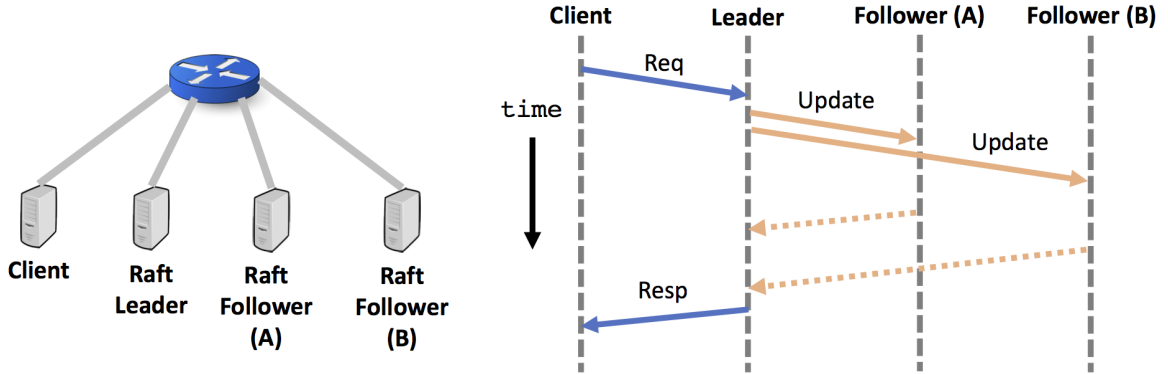 Client
Raft
Leader
Raft
Follower
(A)
Raft
Follower
(B)
Client
Leader
Follower (A)
Follower (B)
time
Req
Update
Update
Resp